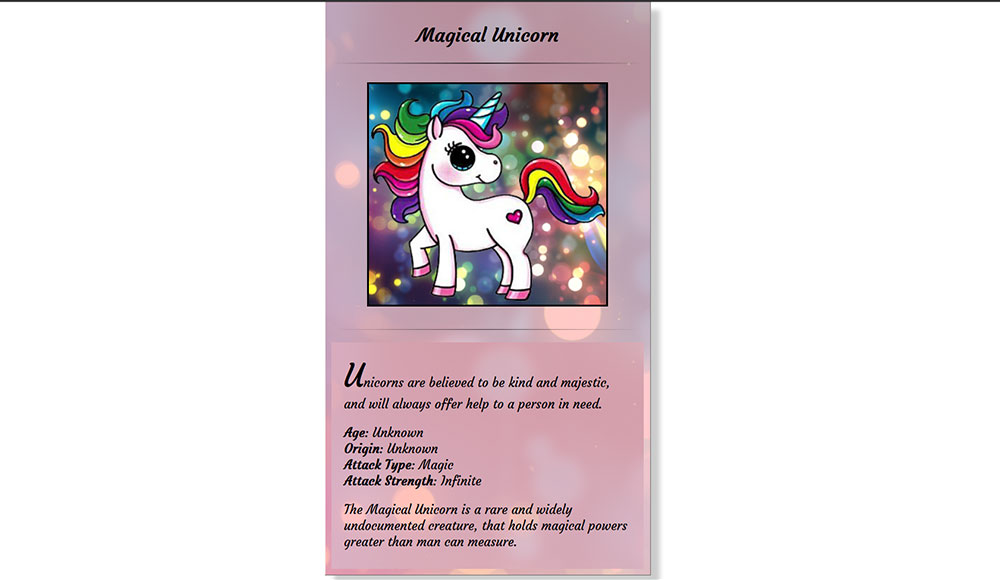 Magical Unicorn
Unicorns are believed to be kind and majestic,
and will always offer help to a person in need.
Age: Unknown
Origin: Unknown
Attack Type: Magic
Attack Strength: Infinite
The Magical Unicorn is a rare and widely
undocumented creature, that holds magical powers
greater than man can measure.